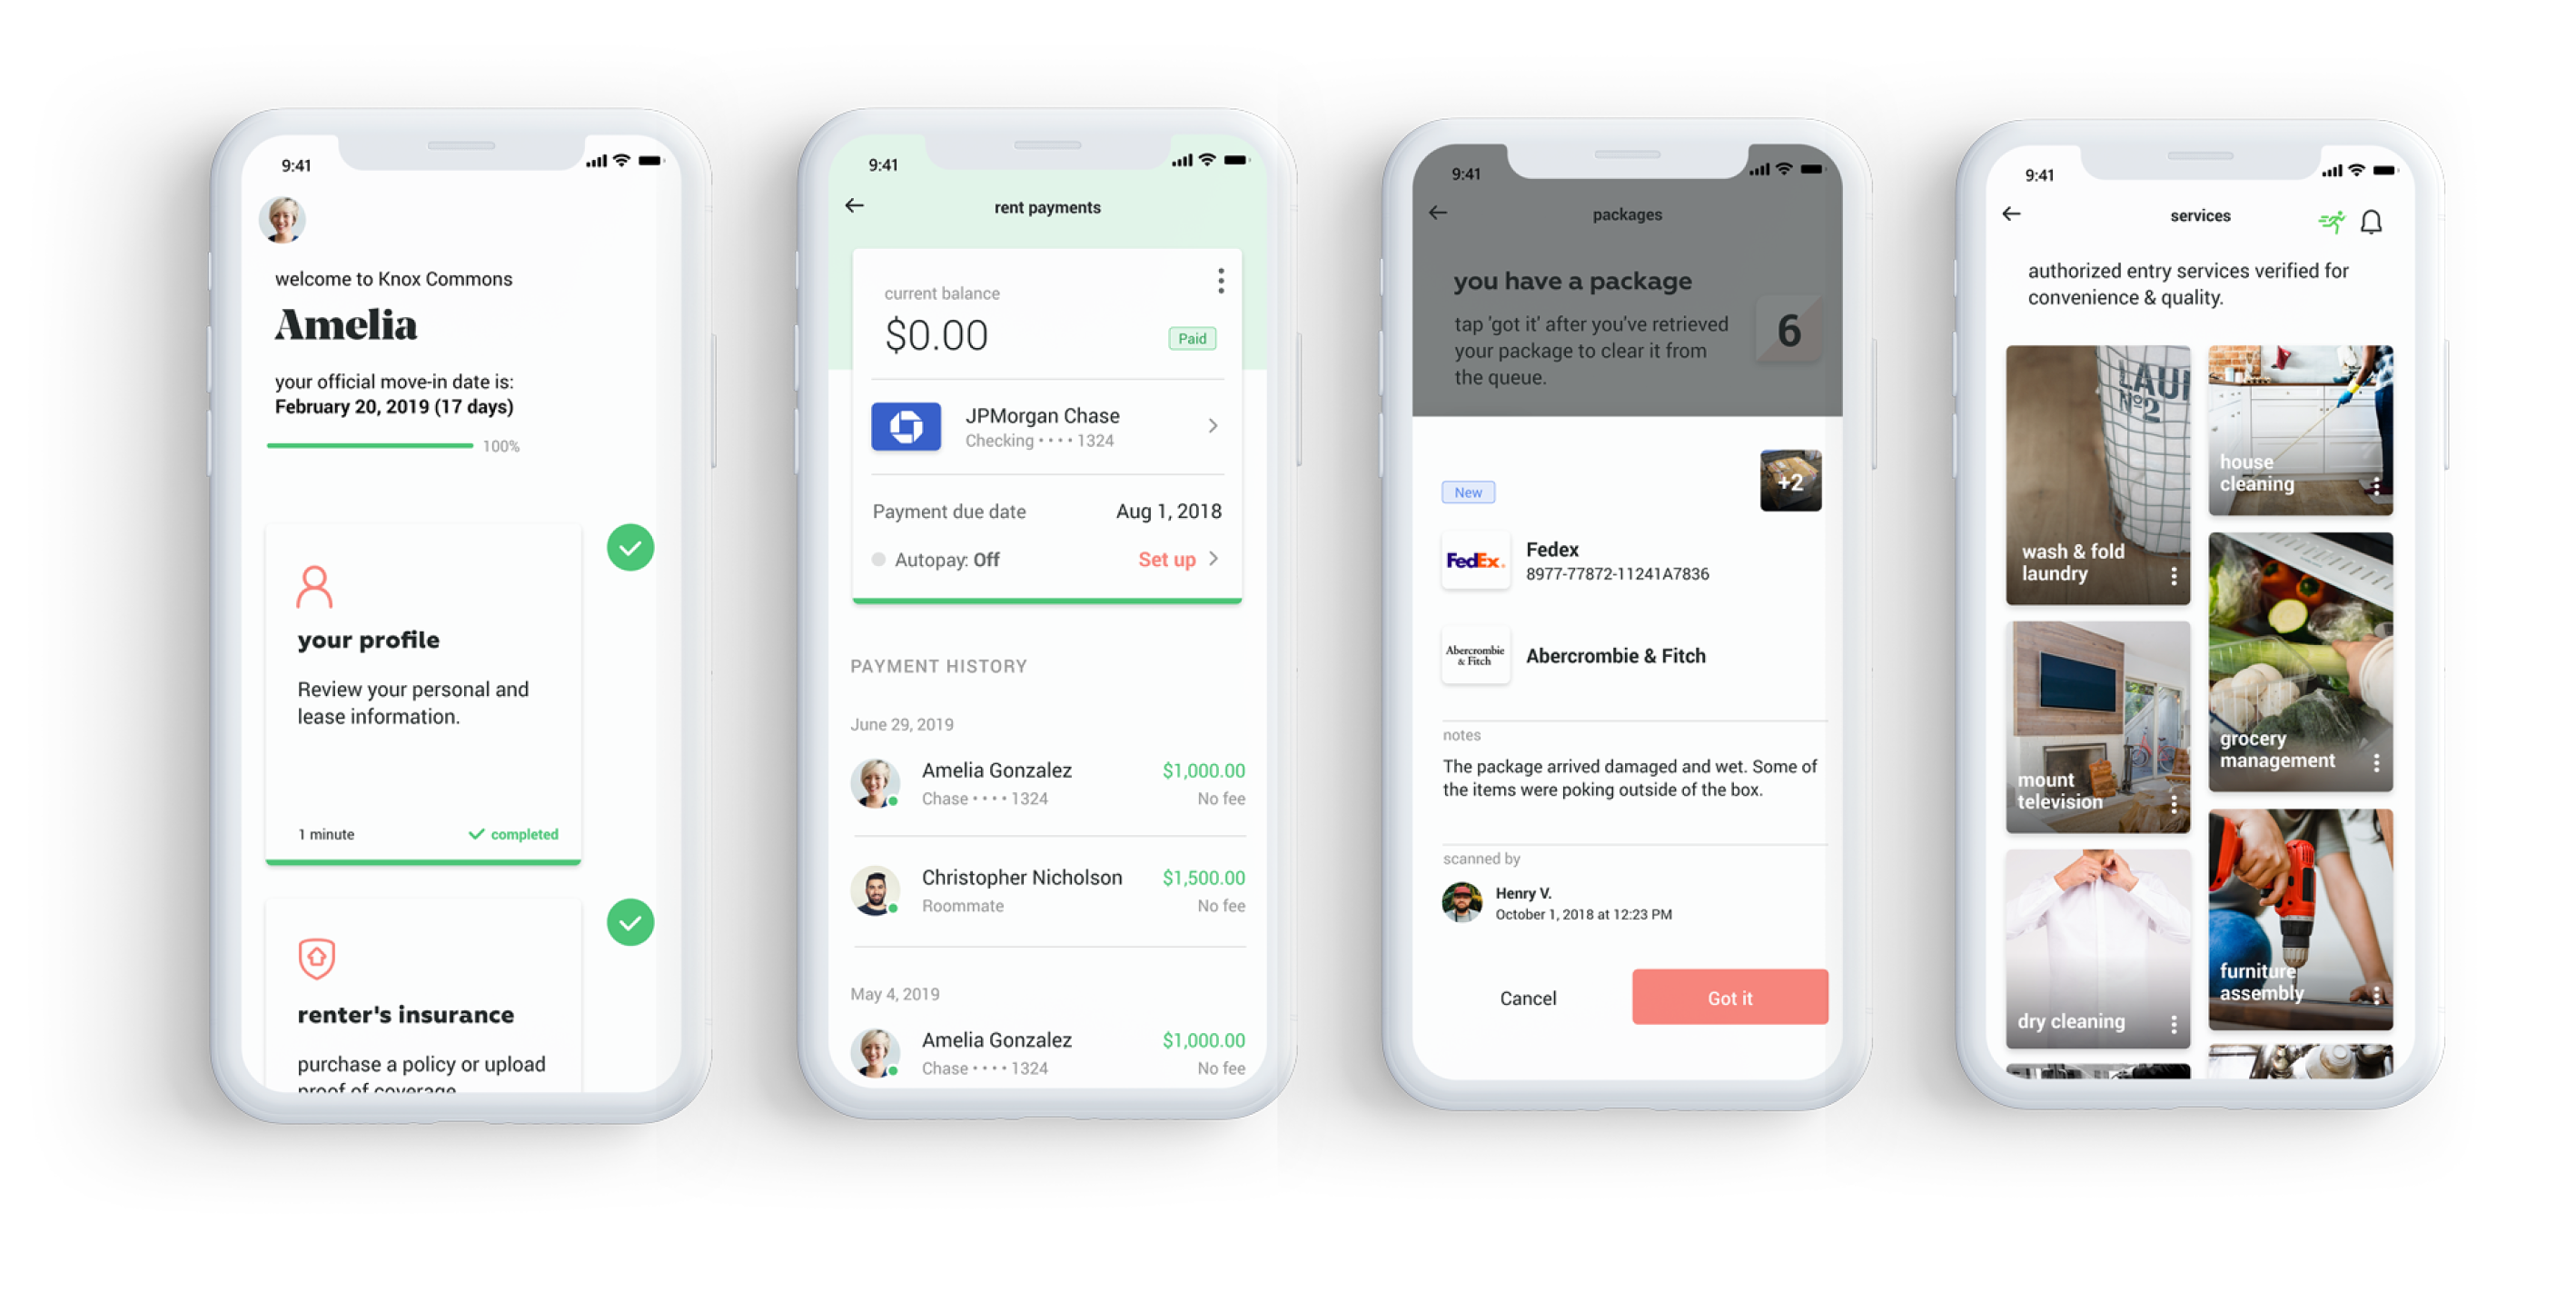 9:41
welcome to Knox Commons
Amelia
your official move-in date is:
February 20, 2019 (17 days)
100%
your profile
Review your personal and
lease information.
1 minute
completed
renter's insurance
purchase a policy or upload
proof of coverage
9:41
rent payments
current balance
$0.00
Paid
JPMorgan Chase
Checking •••• 1324
Payment due date
Aug 1, 2018
Autopay: Off
Set up
PAYMENT HISTORY
June 29, 2019
Amelia Gonzalez
$1,000.00
Chase •••• 1324
No fee
Christopher Nicholson
$1,500.00
Roommate
No fee
May 4, 2019
Amelia Gonzalez
$1,000.00
Chase •••• 1324
No fee
9:41
packages
you have a package
tap 'got it' after you've retrieved
your package to clear it from
the queue.
6
New
+2
FedEx.
Fedex
8977-77872-11241A7836
Abercrombie
& Fitch
Abercrombie & Fitch
notes
The package arrived damaged and wet. Some of
the items were poking outside of the box.
scanned by
Henry V.
October 1, 2018 at 12:23 PM
Cancel
Got it
9:41
services
authorized entry services verified for
convenience & quality.
LAU
Nº2
wash & fold
laundry
house
cleaning
mount
television
grocery
management
dry cleaning
furniture
assembly